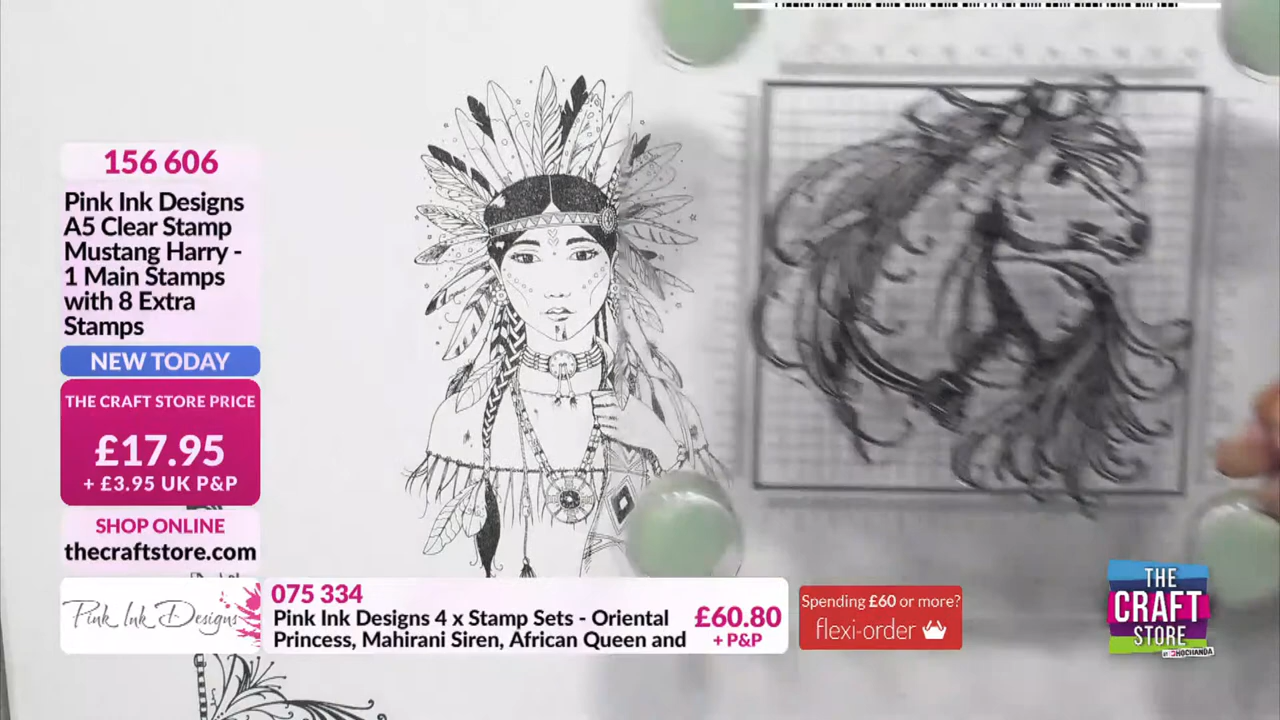 156 606
Pink Ink Designs
A5 Clear Stamp
Mustang Harry -
1 Main Stamps
with 8 Extra
Stamps
NEW TODAY
THE CRAFT STORE PRICE
£17.95
+ £3.95 UK P&P
SHOP ONLINE
thecraftstore.com
Pink Ink Designs
075 334
Pink Ink Designs 4 x Stamp Sets - Oriental
Princess, Mahirani Siren, African Queen and
£60.80
+ P&P
Spending £60 or more?
flexi-order
THE
CRAFT
STORE
BY HOCHANDA